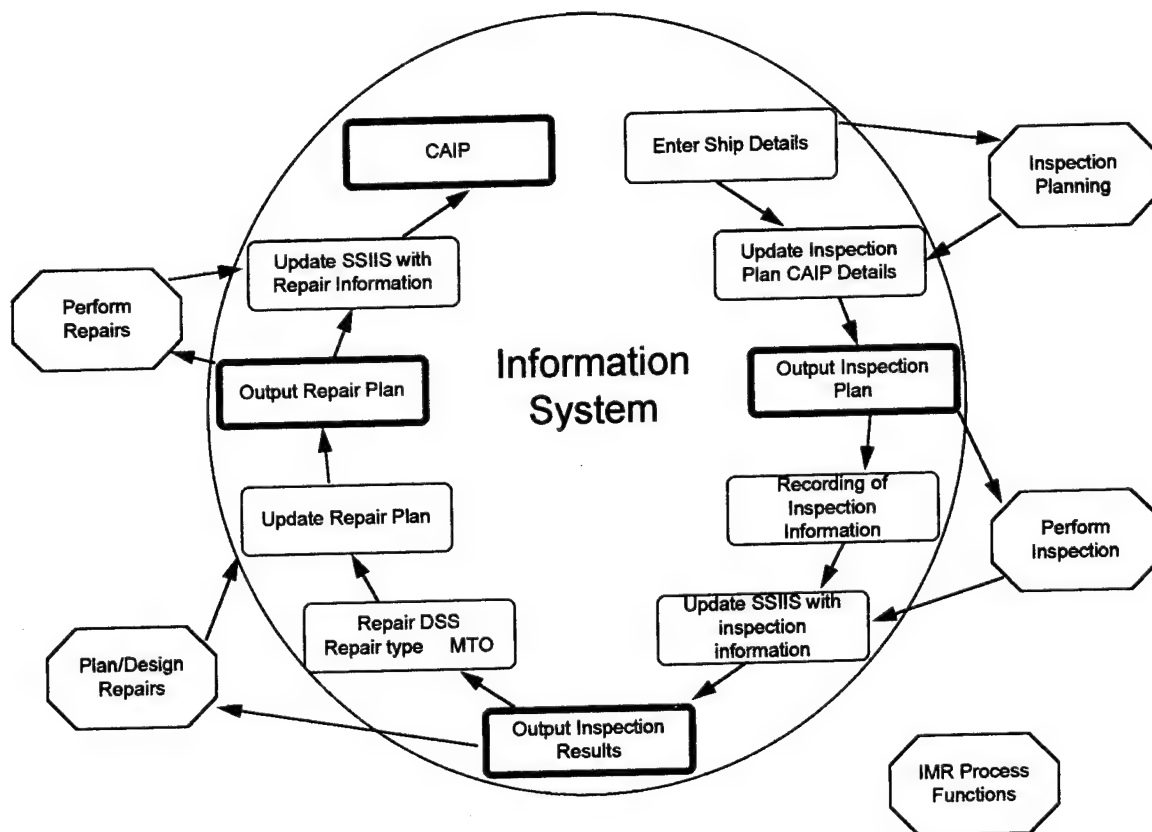 CAIP
Enter Ship Details
Inspection
Planning
Update SSIIS with
Repair Information
Update Inspection
Plan CAIP Details
Perform
Repairs
Information
System
Output Repair Plan
Output Inspection
Plan
Update Repair Plan
Recording of
Inspection
Information
Perform
Inspection
Repair DSS
Repair type MTO
Update SSIIS with
inspection
information
Plan/Design
Repairs
Output Inspection
Results
IMR Process
Functions